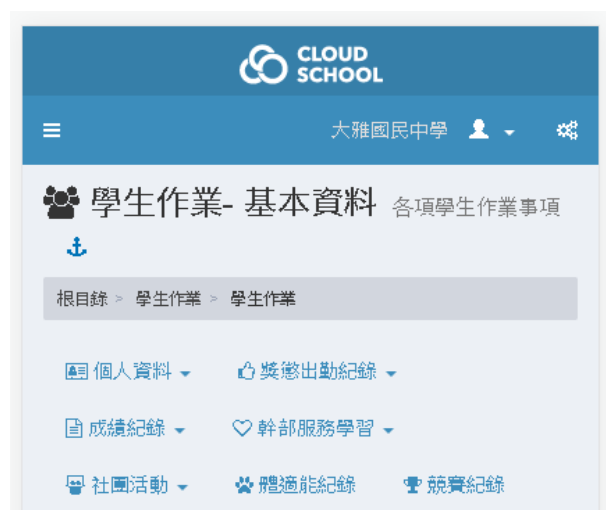 CLOUD
SCHOOL
大雅國民中學
學生作業- 基本資料 各項學生作業事項
根目錄 > 學生作業 > 學生作業
個人資料 獎懲出勤紀錄
成績紀錄 幹部服務學習
社團活動 體適能紀錄 競賽紀錄